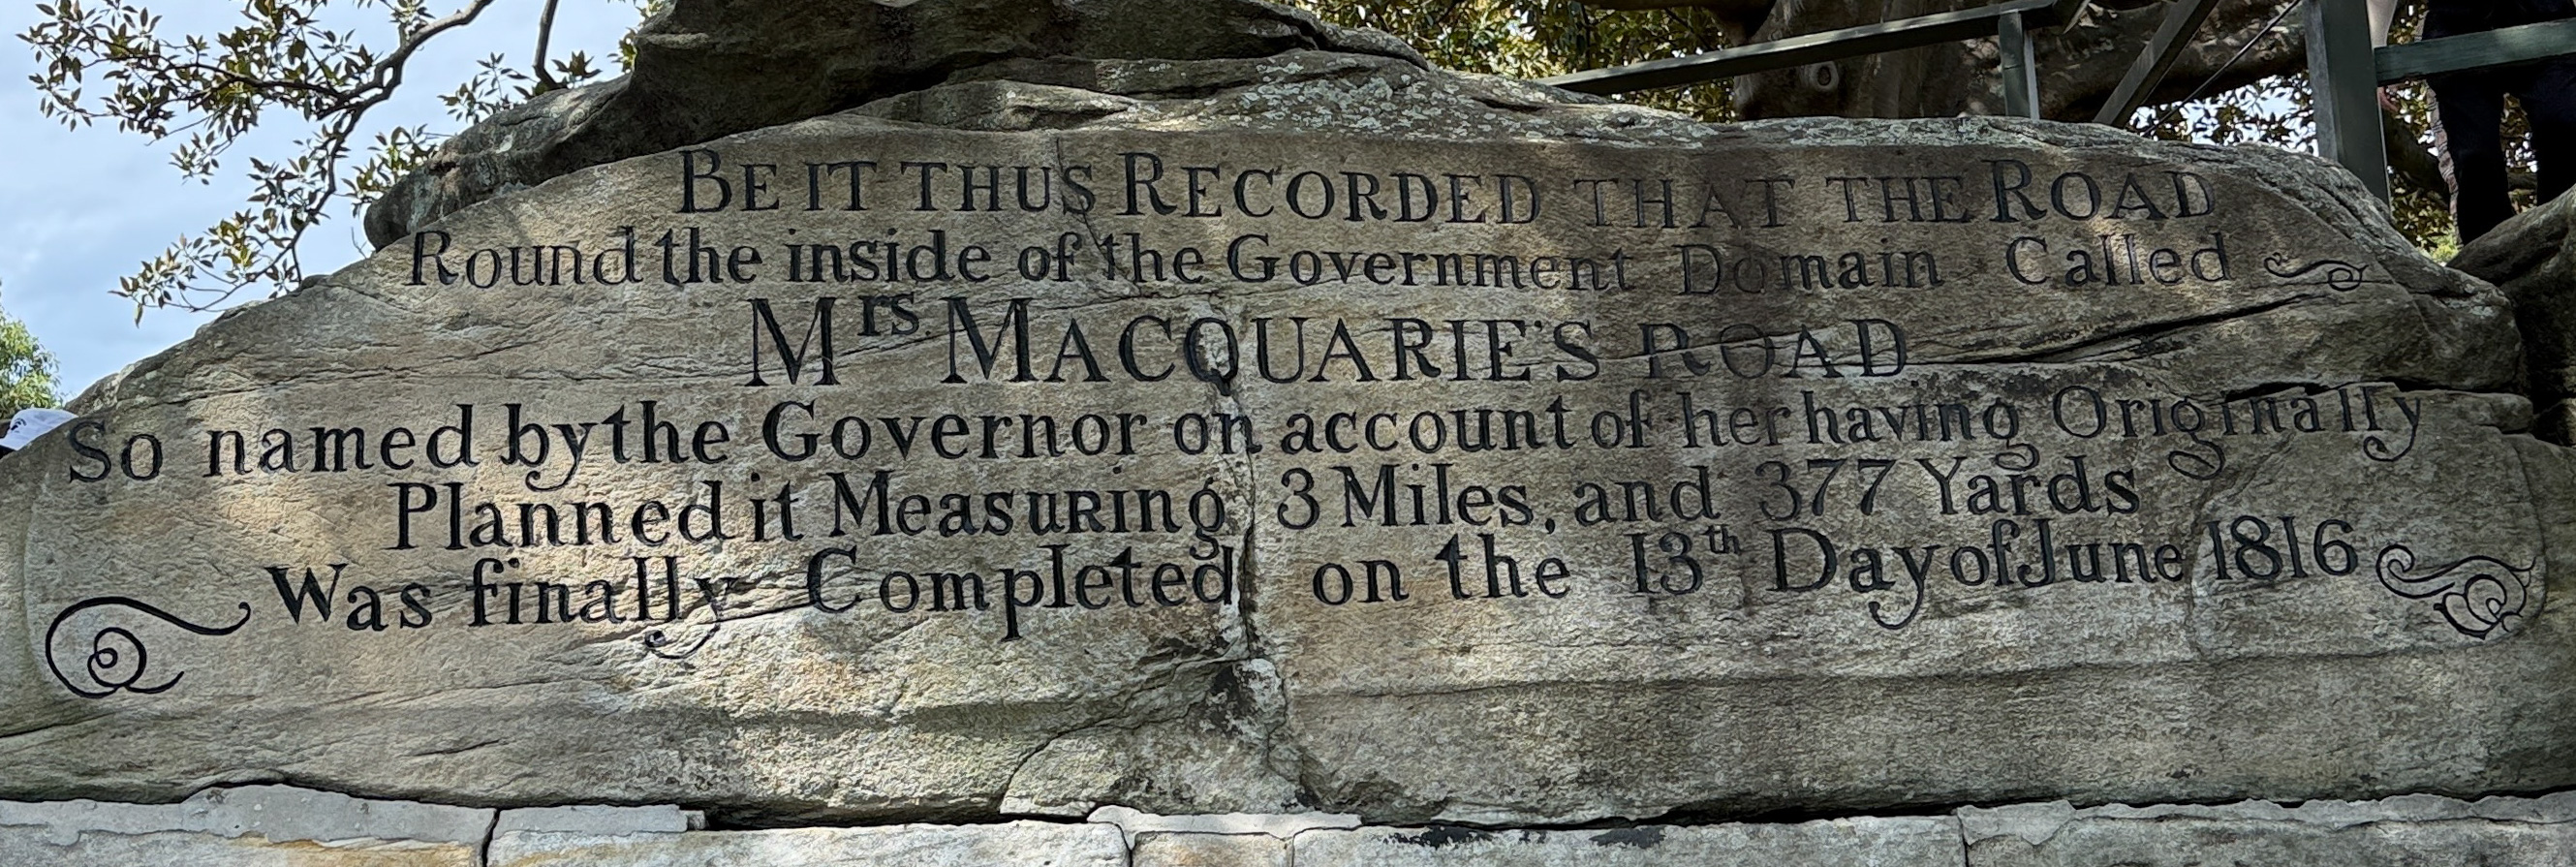 BE IT THUS RECORDED THAT THE ROAD
Round the inside of the Government Domain Called
Mrs. MACQUARIE'S ROAD
So named by the Governor on account of her having Originally
Planned it Measuring 3 Miles, and 377 Yards
Was finally Completed on the 13th Day of June 1816